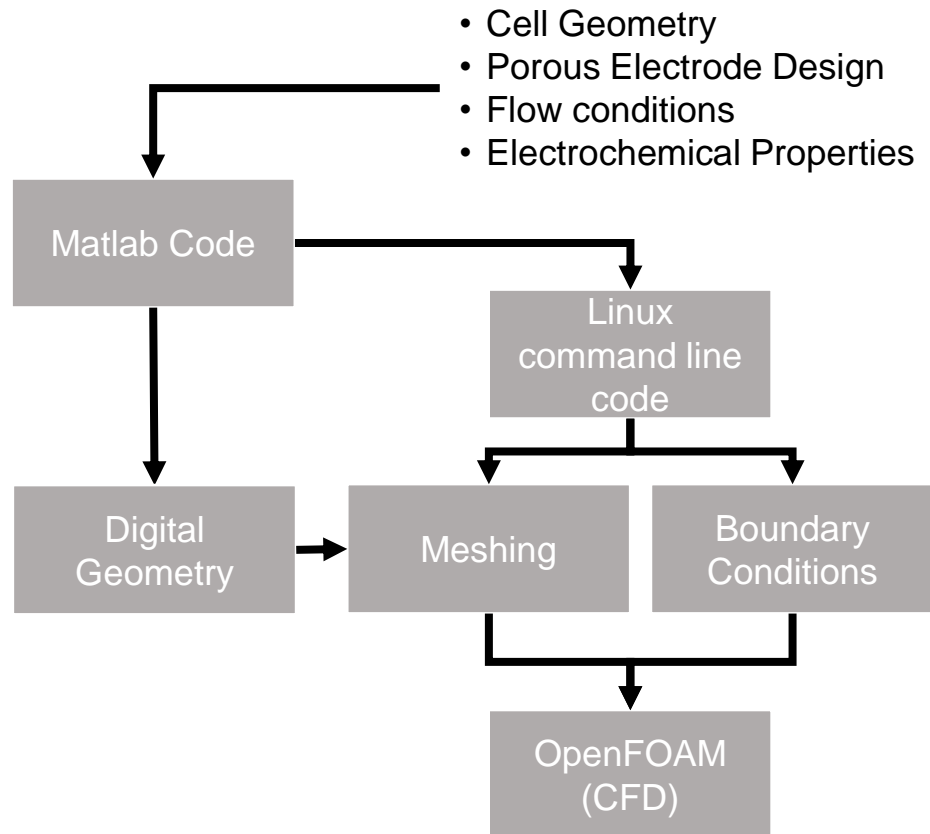 • Cell Geometry
• Porous Electrode Design
• Flow conditions
• Electrochemical Properties
Matlab Code
Linux
command line
code
Digital
Geometry
Meshing
Boundary
Conditions
OpenFOAM
(CFD)